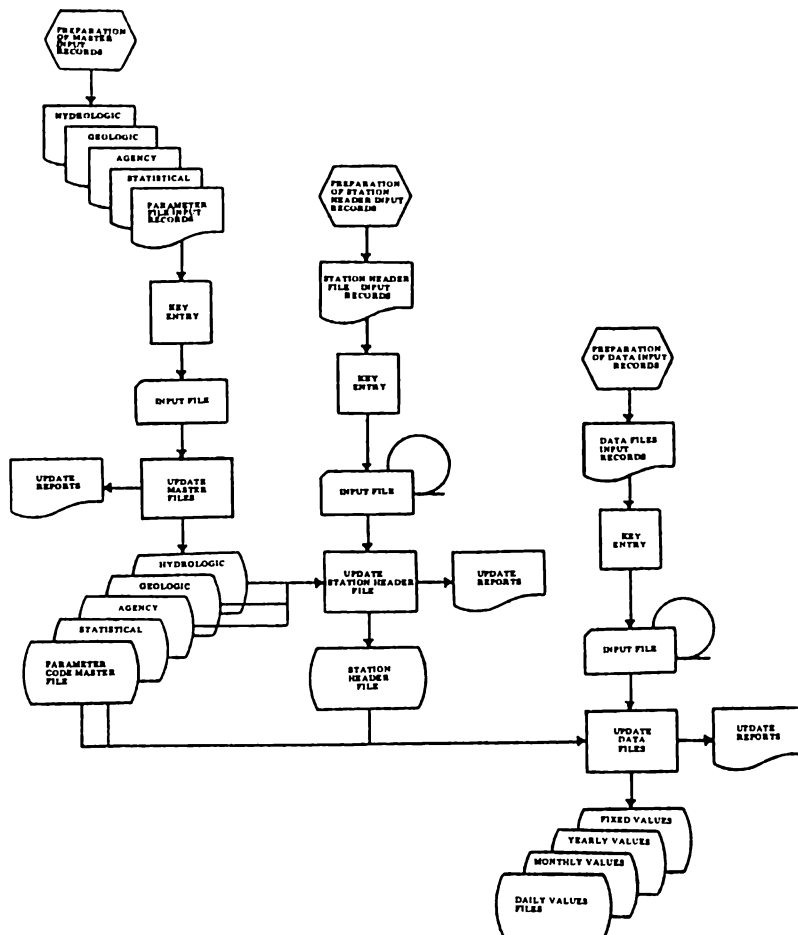 PREPARATION
OF MASTER
INPUT
RECORDS
HYDROLOGIC
GEOLOGIC
AGENCY
STATISTICAL
PARAMETER
FILE INPUT
RECORDS
KEY
ENTRY
INPUT FILE
UPDATE
REPORTS
UPDATE
MASTER
FILES
HYDROLOGIC
GEOLOGIC
AGENCY
STATISTICAL
PARAMETER
CODE MASTER
FILE
PREPARATION
OF STATION
HEADER INPUT
RECORDS
STATION HEADER
FILE INPUT
RECORDS
KEY
ENTRY
INPUT FILE
UPDATE
STATION HEADER
FILE
UPDATE
REPORTS
STATION
HEADER
FILE
PREPARATION
OF DATA INPUT
RECORDS
DATA FILES
INPUT
RECORDS
KEY
ENTRY
INPUT FILE
UPDATE
DATA
FILES
UPDATE
REPORTS
FIXED VALUES
YEARLY VALUES
MONTHLY VALUES
DAILY VALUES
FILES